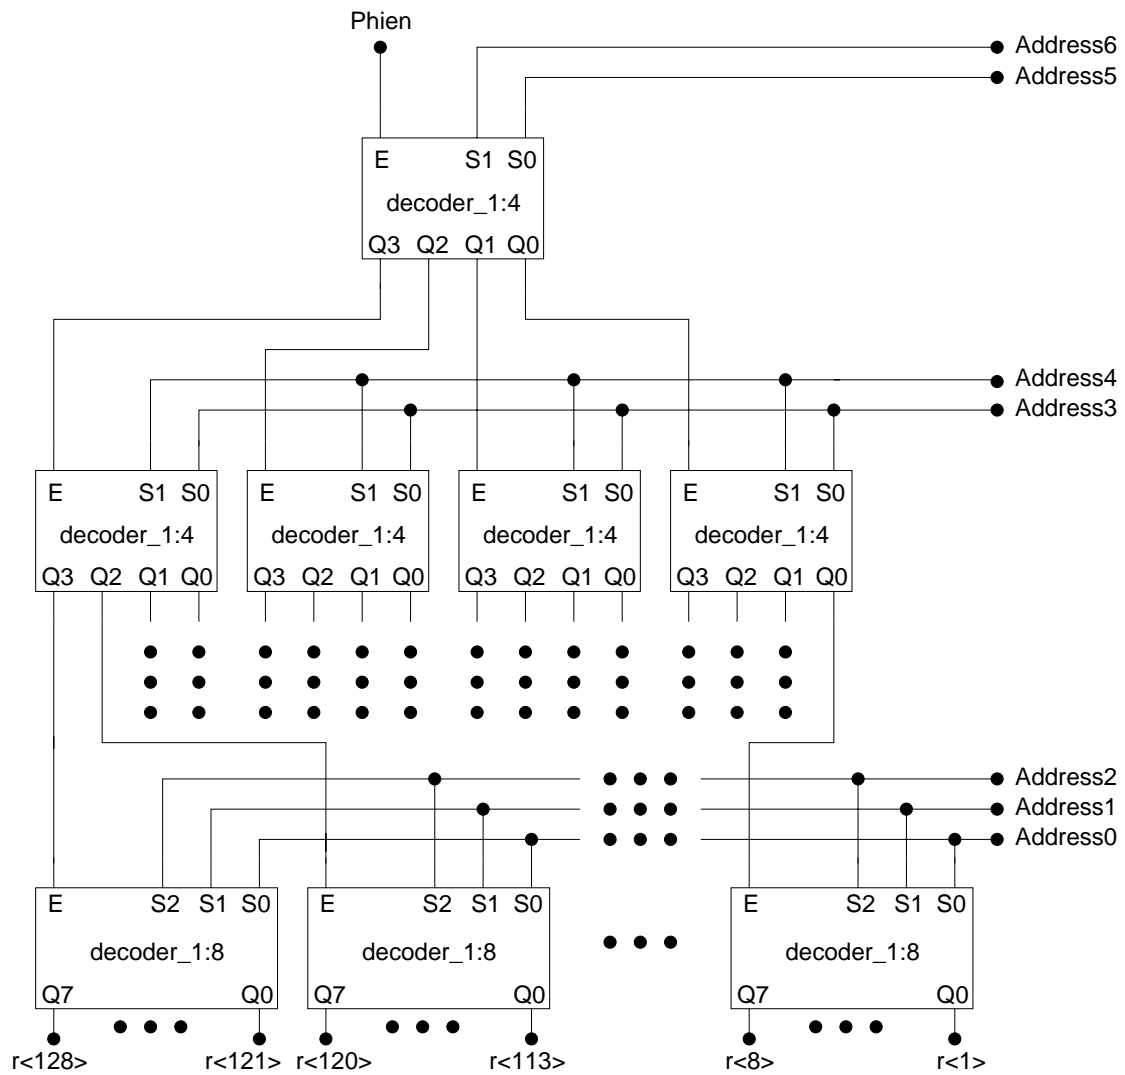 Phien
Address6
Address5
E S1 S0
decoder_1:4
Q3 Q2 Q1 Q0
Address4
Address3
E S1 S0 E S1 S0 E S1 S0 E S1 S0
decoder_1:4 decoder_1:4 decoder_1:4 decoder_1:4
Q3 Q2 Q1 Q0 Q3 Q2 Q1 Q0 Q3 Q2 Q1 Q0 Q3 Q2 Q1 Q0
Address2
Address1
Address0
E S2 S1 S0 E S2 S1 S0 E S2 S1 S0
decoder_1:8 decoder_1:8 decoder_1:8
Q7 Q0 Q7 Q0 Q7 Q0
r<128> r<121> r<120> r<113> r<8> r<1>